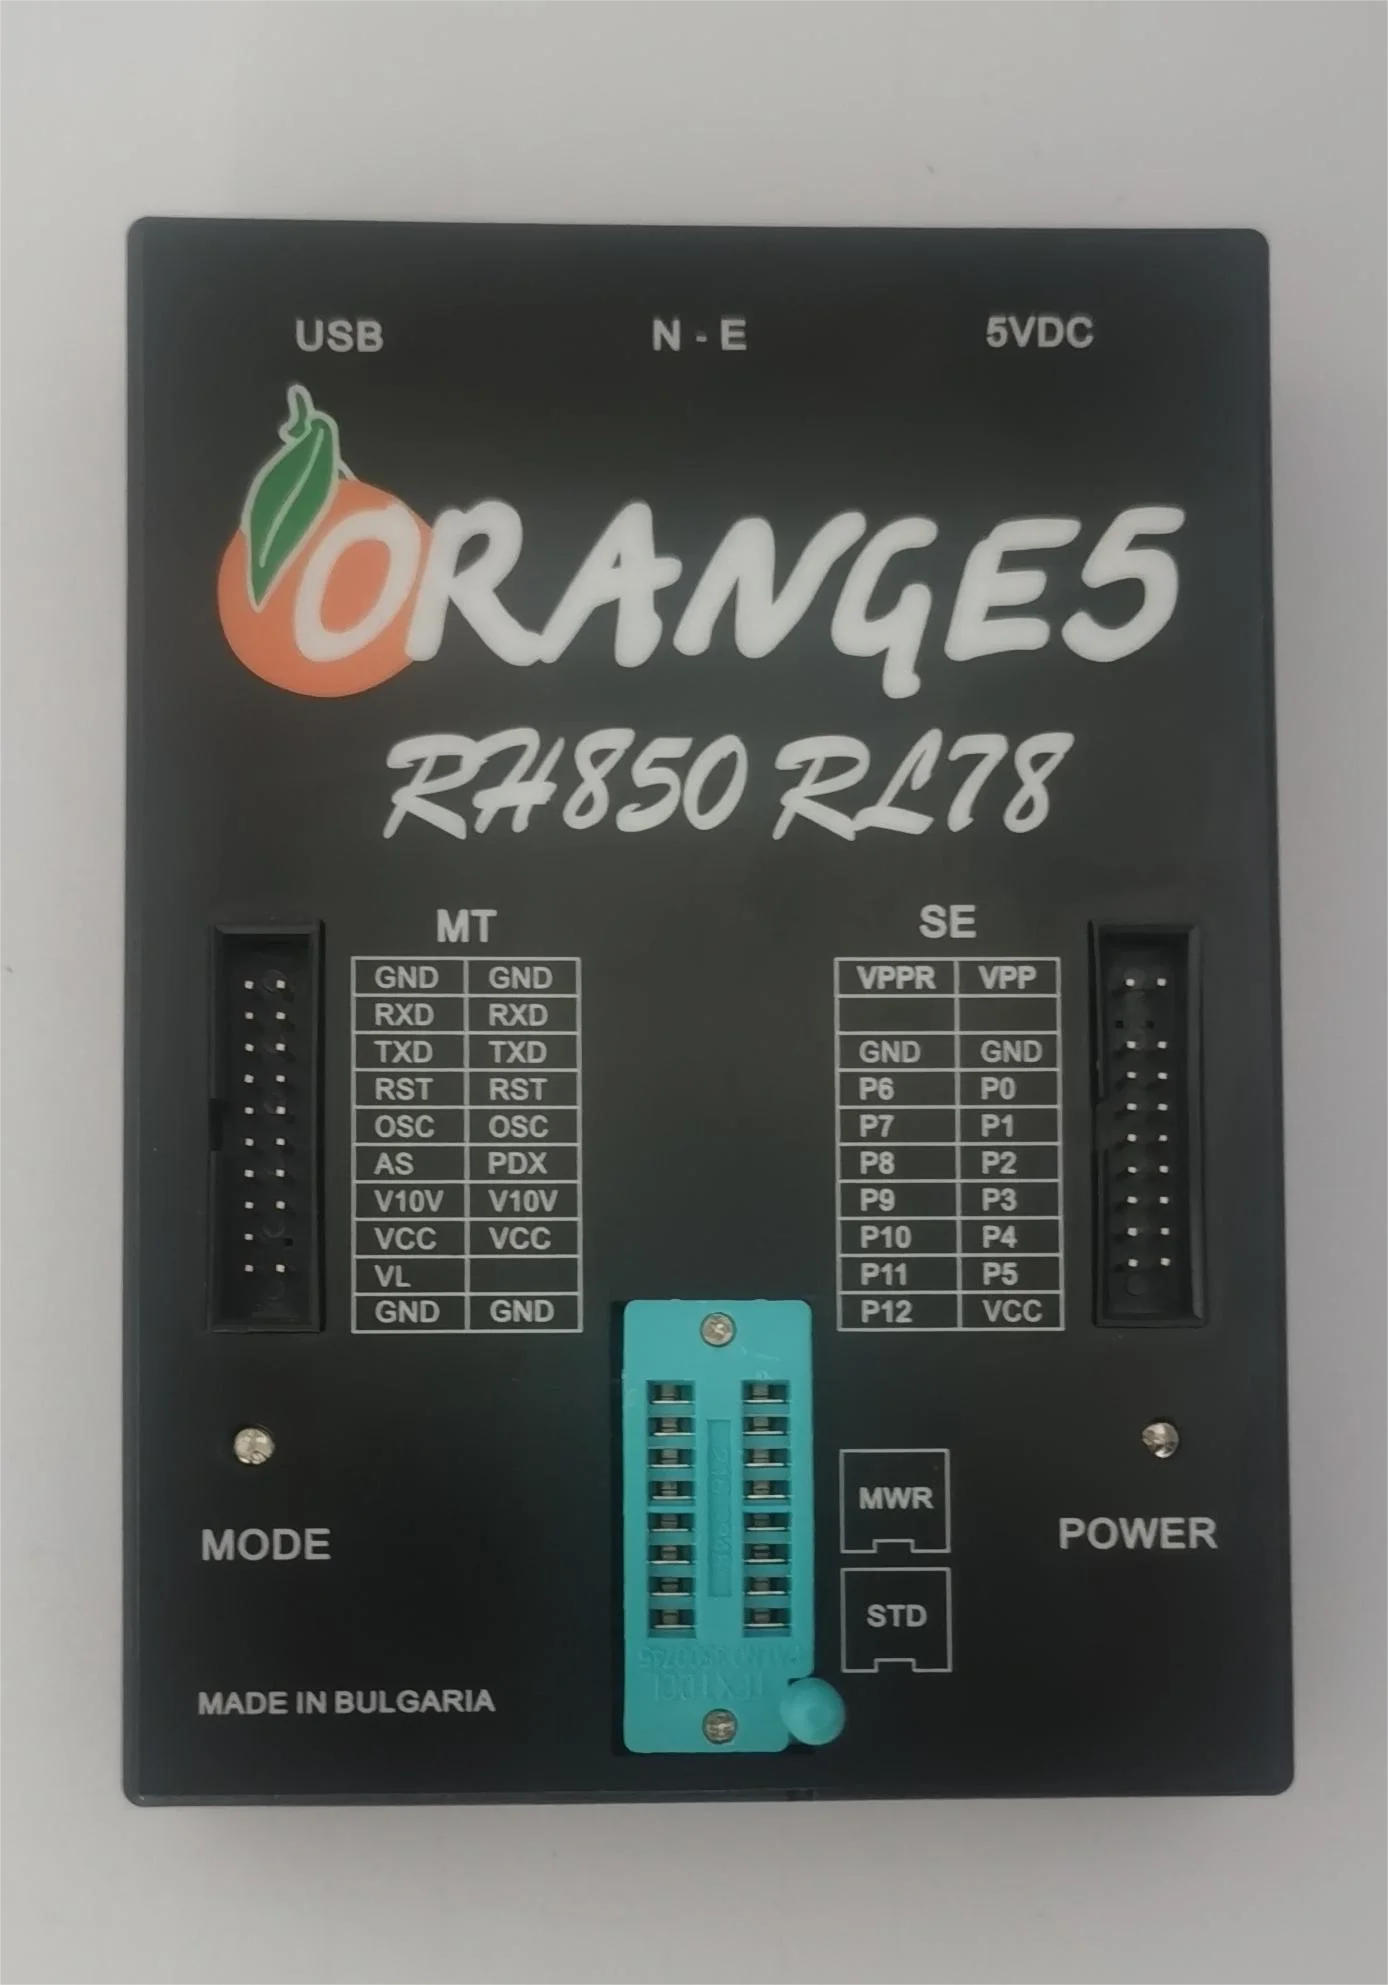 USB N - E 5VDC
ORANGE5
RH850 RL78
MT
GND GND
RXD RXD
TXD TXD
RST RST
OSC OSC
AS PDX
V10V V10V
VCC VCC
VL
GND GND
SE
VPPR VPP
GND GND
P6 P0
P7 P1
P8 P2
P9 P3
P10 P4
P11 P5
P12 VCC
MWR
STD
MODE
POWER
MADE IN BULGARIA